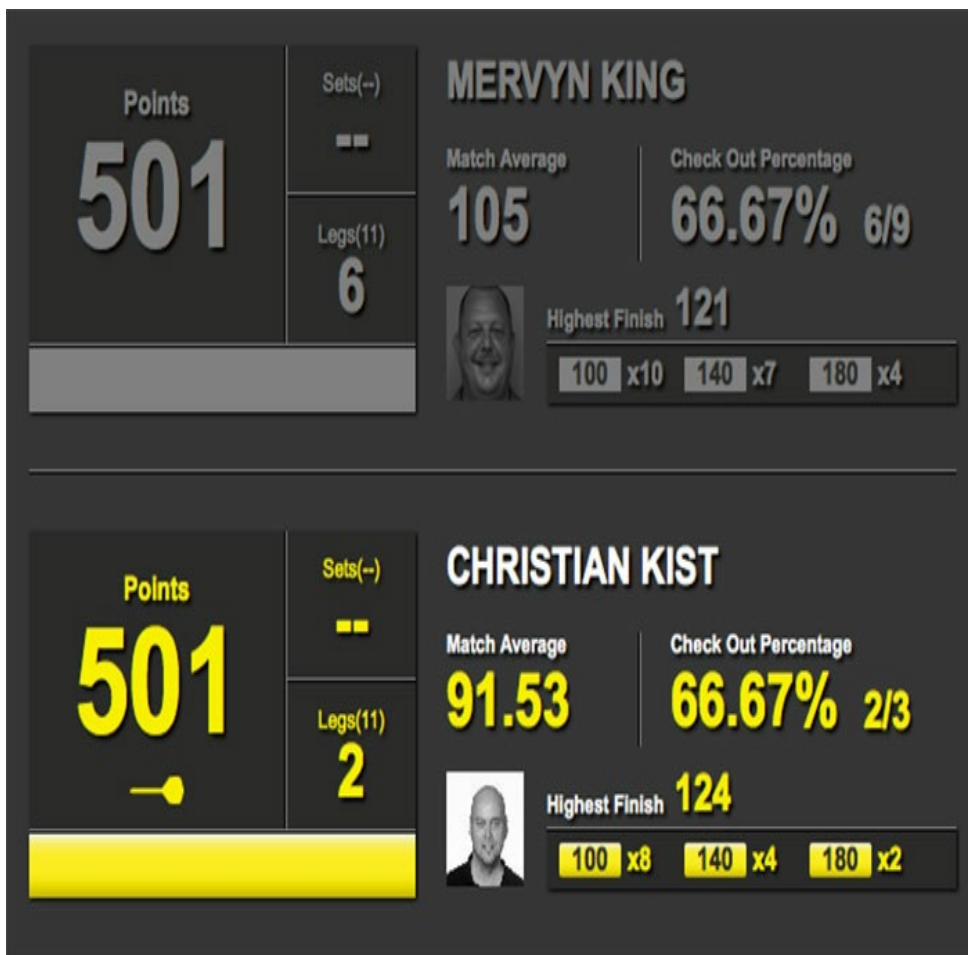 MERVYN KING
Points
501
Sets(--)
--
Legs(11)
6
Match Average
105
Check Out Percentage
66.67% 6/9
Highest Finish 121
100 x10 140 x7 180 x4
CHRISTIAN KIST
Points
501
Sets(--)
--
Legs(11)
2
Match Average
91.53
Check Out Percentage
66.67% 2/3
Highest Finish 124
100 x8 140 x4 180 x2